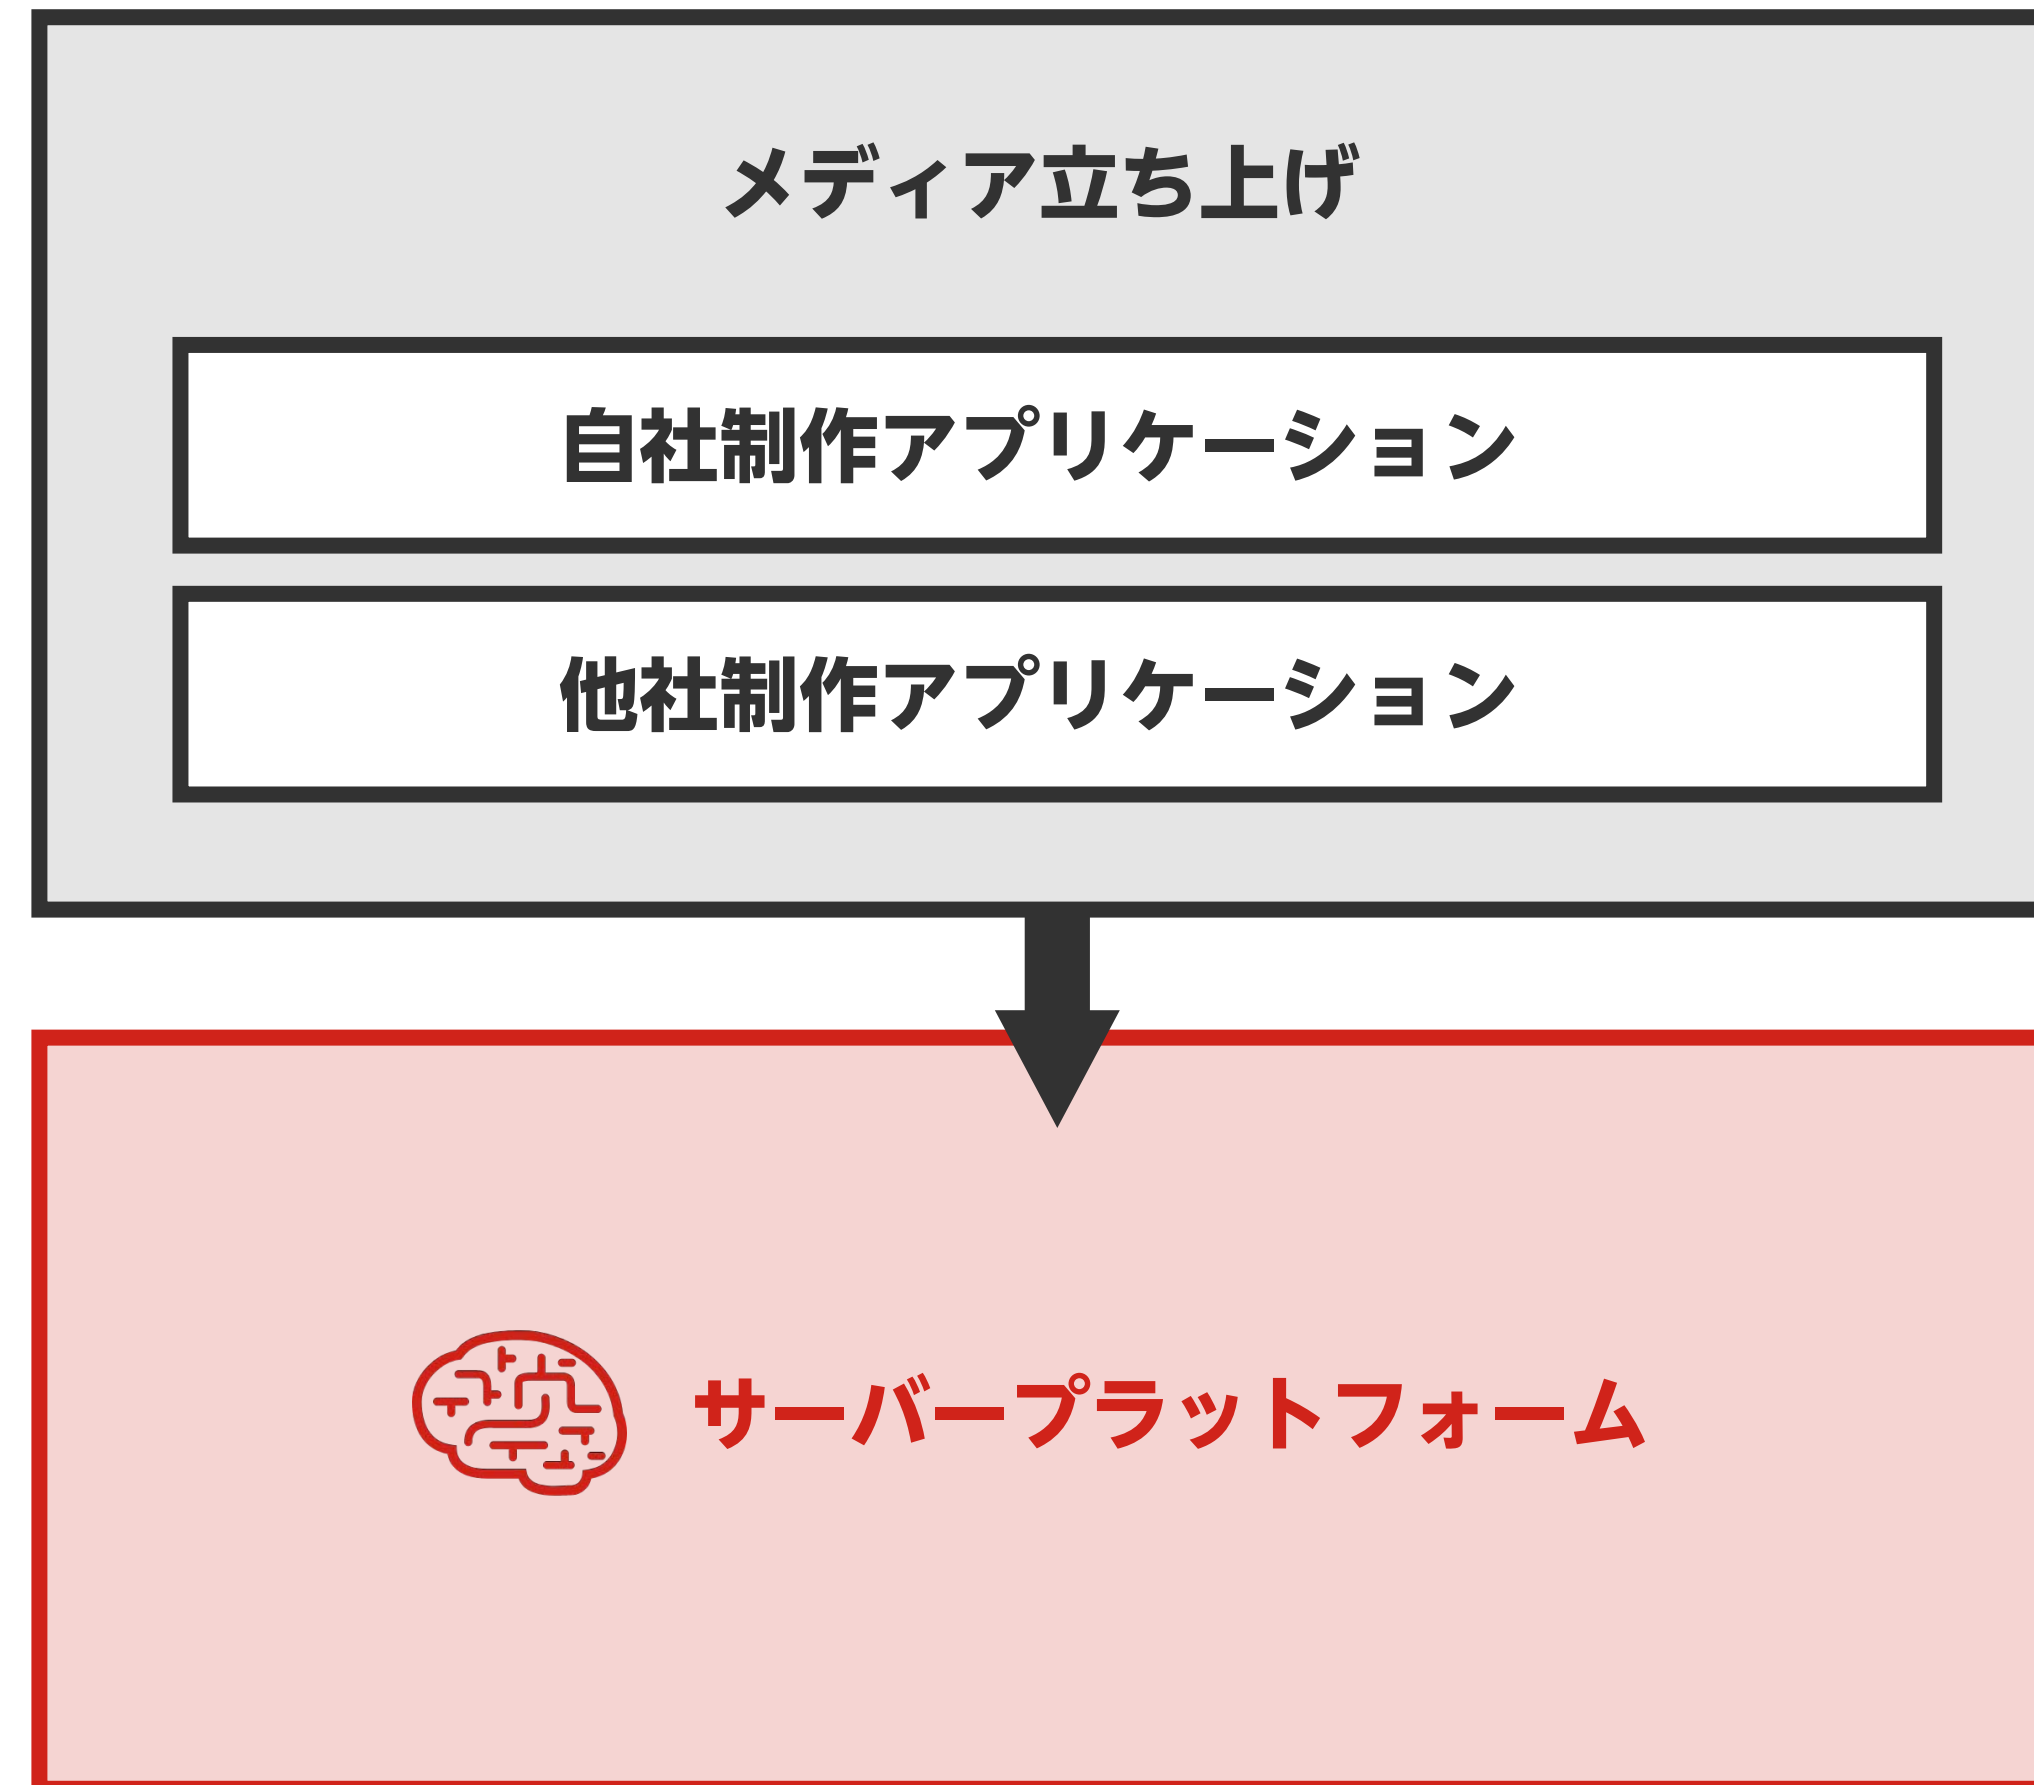 メディア立ち上げ
自社制作アプリケーション
他社制作アプリケーション
サーバープラットフォーム